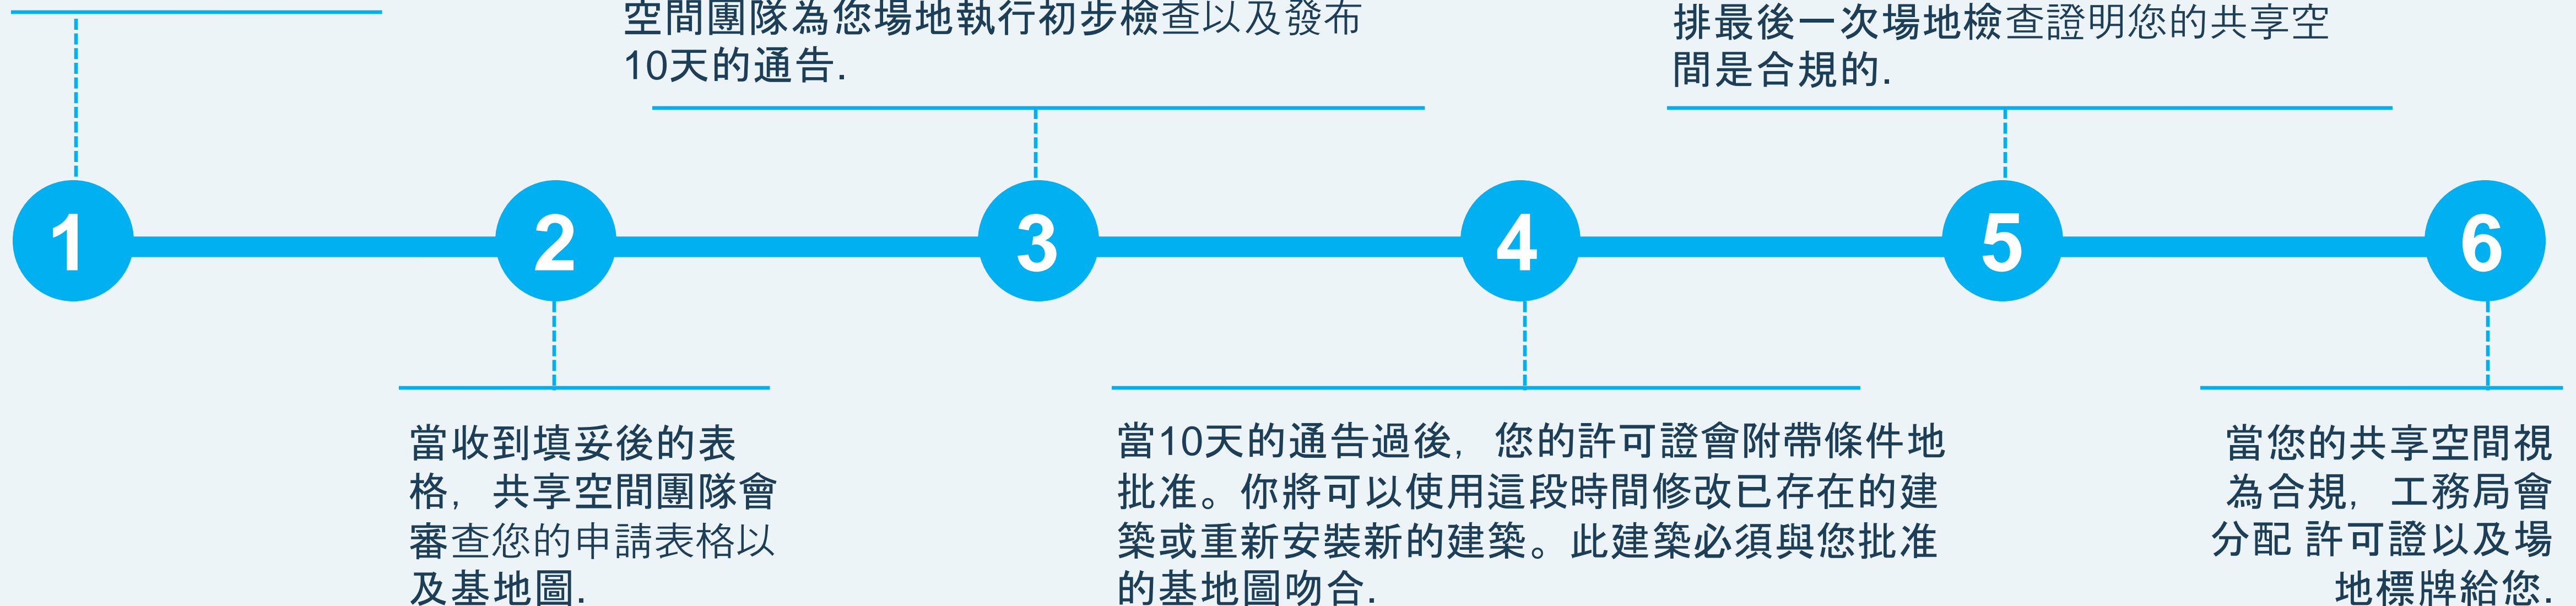 空間團隊為您場地執行初步檢查以及發布
10天的通告.
排最後一次場地檢查證明您的共享空
間是合規的.
1
2
3
4
5
6
當收到填妥後的表
格, 共享空間團隊會
審查您的申請表格以
及基地圖.
當10天的通告過後, 您的許可證會附帶條件地
批准。你將可以使用這段時間修改已存在的建
築或重新安裝新的建築。此建築必須與您批准
的基地圖吻合.
當您的共享空間視
為合規, 工務局會
分配 許可證以及場
地標牌給您.